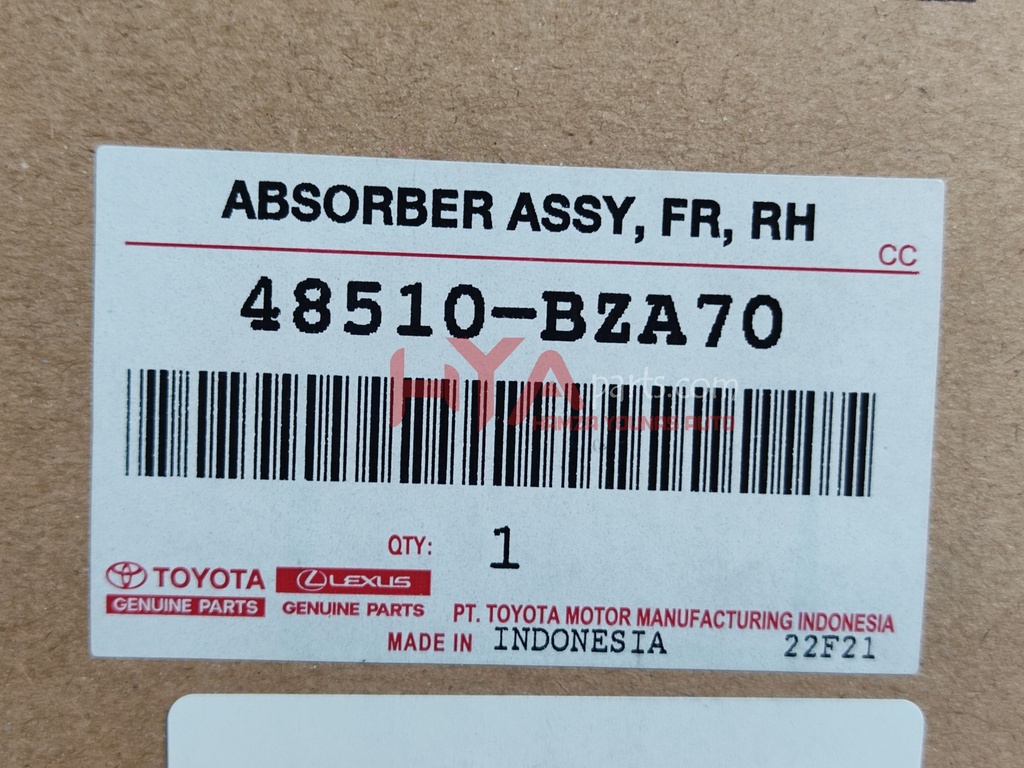 ABSORBER ASSY, FR, RH
CC
48510-BZA70
HYA parts.com
HAMZA YOUNAS AUTO
QTY: 1
TOYOTA LEXUS
GENUINE PARTS GENUINE PARTS
PT. TOYOTA MOTOR MANUFACTURING INDONESIA
MADE IN INDONESIA 22F21